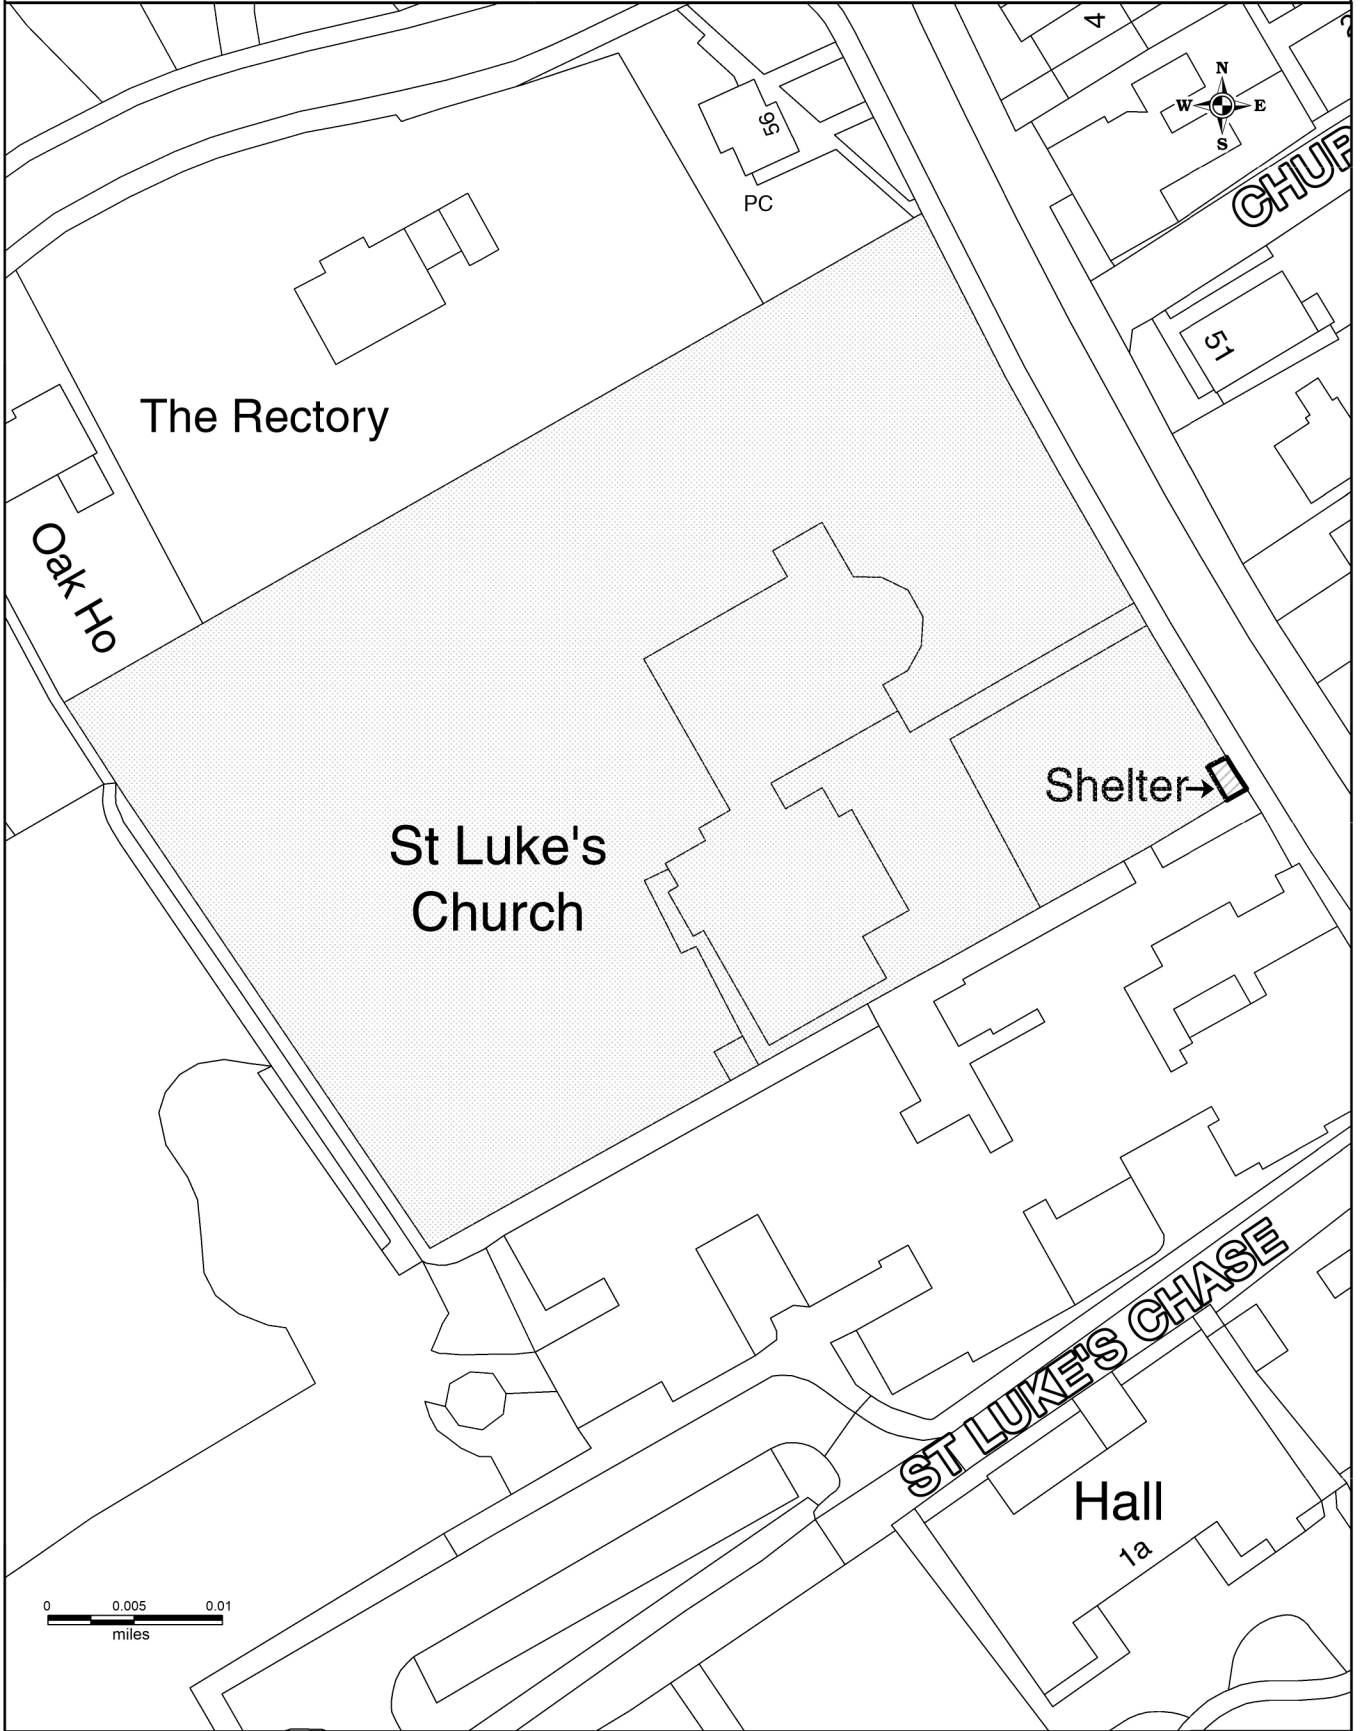 4
N
W E
S
56
CHUR
PC
51
The Rectory
Oak Ho
Shelter
St Luke's
Church
ST LUKE'S CHASE
Hall
1a
0 0.005 0.01
miles